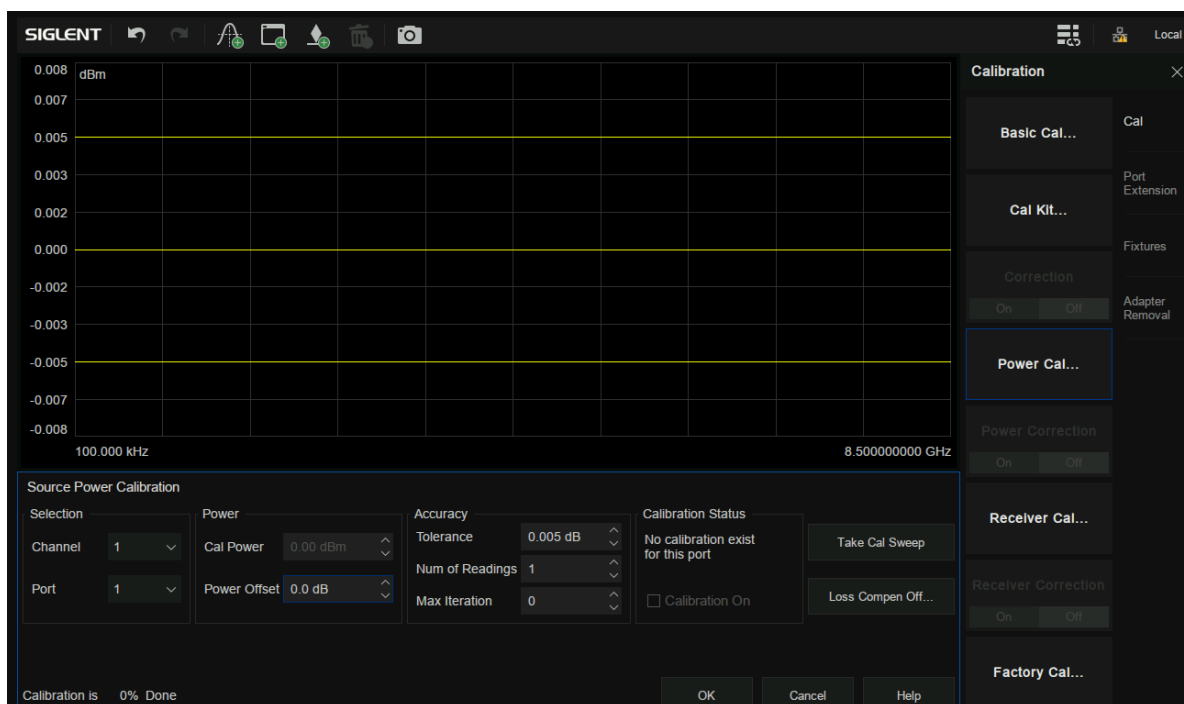 SIGLENT
Local
0.008 dBm
0.007
0.005
0.003
0.002
0.000
-0.002
-0.003
-0.005
-0.007
-0.008
100.000 kHz 8.500000000 GHz
Calibration
Basic Cal...
Cal Kit...
Correction
On Off
Power Cal...
Power Correction
On Off
Receiver Cal...
Receiver Correction
On Off
Factory Cal...
Cal
Port
Extension
Fixtures
Adapter
Removal
Source Power Calibration
Selection
Channel 1
Port 1
Power
Cal Power 0.00 dBm
Power Offset 0.0 dB
Accuracy
Tolerance 0.005 dB
Num of Readings 1
Max Iteration 0
Calibration Status
No calibration exist
for this port
Calibration On
Take Cal Sweep
Loss Compen Off...
Calibration is 0% Done
OK Cancel Help